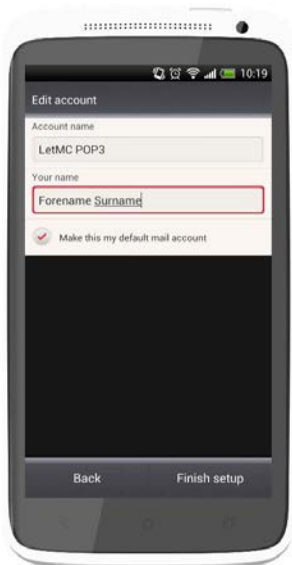 10:19
Edit account
Account name
LetMC POP3
Your name
Forename Surname
Make this my default mail account
Back Finish setup